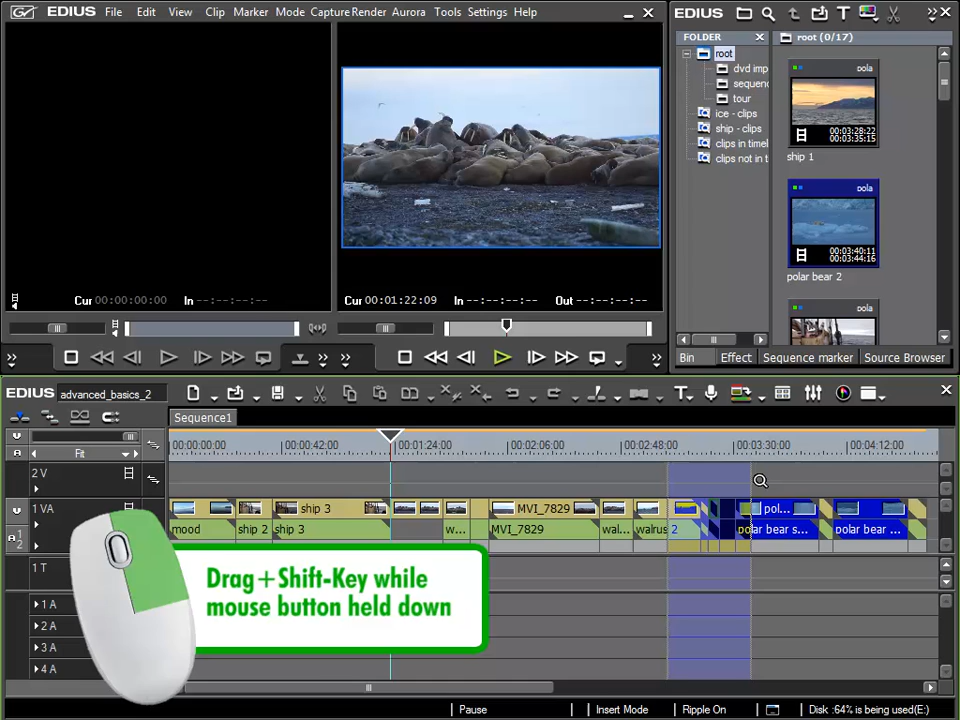 EDIUS File Edit View Clip Marker Mode Capture Render Aurora Tools Settings Help
EDIUS
FOLDER
root (0/17)
root
dvd imp
sequenc
tour
ice - clips
ship - clips
clips in timel
clips not in t
00:03:28:22
00:03:35:15
ship 1
00:03:40:11
00:03:44:16
polar bear 2
Cur 00:00:00:00 In --:--:--:--
Cur 00:01:22:09 In --:--:--:-- Out --:--:--:--
Bin Effect Sequence marker Source Browser
EDIUS advanced_basics_2
Sequence1
Fit
00:00:00:00 00:00:42:00 00:01:24:00 00:02:06:00 00:02:48:00 00:03:30:00 00:04:12:00
2 V
1 VA
ship 3 MVI_7829 pol...
mood ship 2 ship 3 w... MVI_7829 wal... walrus 2 polar bear s... polar bear ...
1
2
1 T
1 A
2 A
3 A
4 A
Drag+Shift-Key while
mouse button held down
Pause Insert Mode Ripple On Disk :64% is being used(E:)